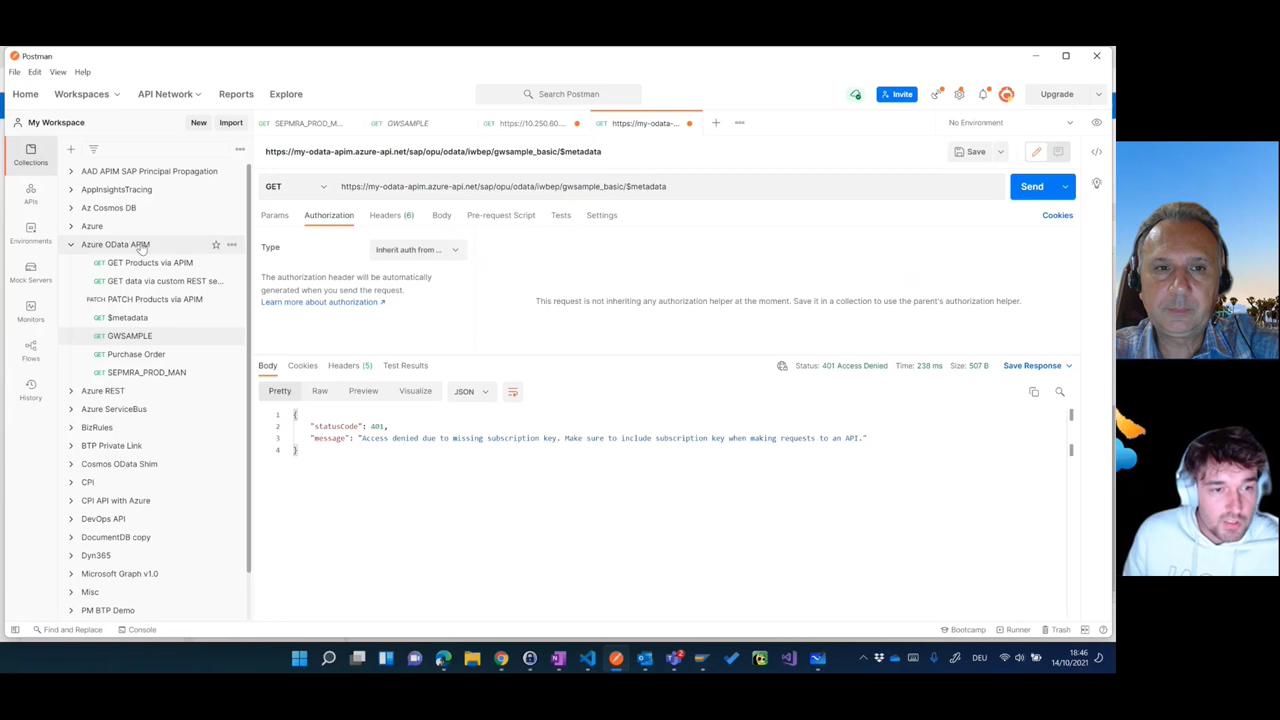 Postman
File Edit View Help
Home Workspaces API Network Reports Explore
Search Postman
Invite
Upgrade
My Workspace
New Import
SEPMRA_PROD_M...
GWSAMPLE
https://10.250.60....
https://my-odata-...
No Environment
https://my-odata-apim.azure-api.net/sap/opu/odata/iwbep/gwsample_basic/$metadata
Save
GET
https://my-odata-apim.azure-api.net/sap/opu/odata/iwbep/gwsample_basic/$metadata
Send
Params Authorization Headers (6) Body Pre-request Script Tests Settings
Cookies
Type
Inherit auth from ...
The authorization header will be automatically
generated when you send the request.
Learn more about authorization
This request is not inheriting any authorization helper at the moment. Save it in a collection to use the parent's authorization helper.
Body Cookies Headers (5) Test Results
Status: 401 Access Denied Time: 238 ms Size: 507 B
Save Response
Pretty Raw Preview Visualize JSON
1 {
2 "statusCode": 401,
3 "message": "Access denied due to missing subscription key. Make sure to include subscription key when making requests to an API."
4 }
Collections
APIs
Environments
Mock Servers
Monitors
Flows
History
AAD APIM SAP Principal Propagation
AppInsightsTracing
Az Cosmos DB
Azure
Azure OData APIM
GET GET Products via APIM
GET GET data via custom REST se...
PATCH PATCH Products via APIM
GET $metadata
GET GWSAMPLE
GET Purchase Order
GET SEPMRA_PROD_MAN
Azure REST
Azure ServiceBus
BizRules
BTP Private Link
Cosmos OData Shim
CPI
CPI API with Azure
DevOps API
DocumentDB copy
Dyn365
Microsoft Graph v1.0
Misc
PM BTP Demo
Find and Replace Console
Bootcamp Runner Trash
DEU
18:46
14/10/2021